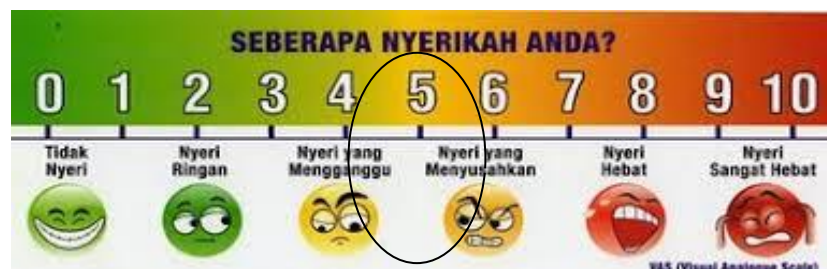 SEBERAPA NYERIKAH ANDA?
0 1 2 3 4 5 6 7 8 9 10
Tidak Nyeri Nyeri yang Nyeri yang Nyeri Nyeri
Nyeri Ringan Mengganggu Menyusahkan Hebat Sangat Hebat
VAS (Visual Analogue Scale)